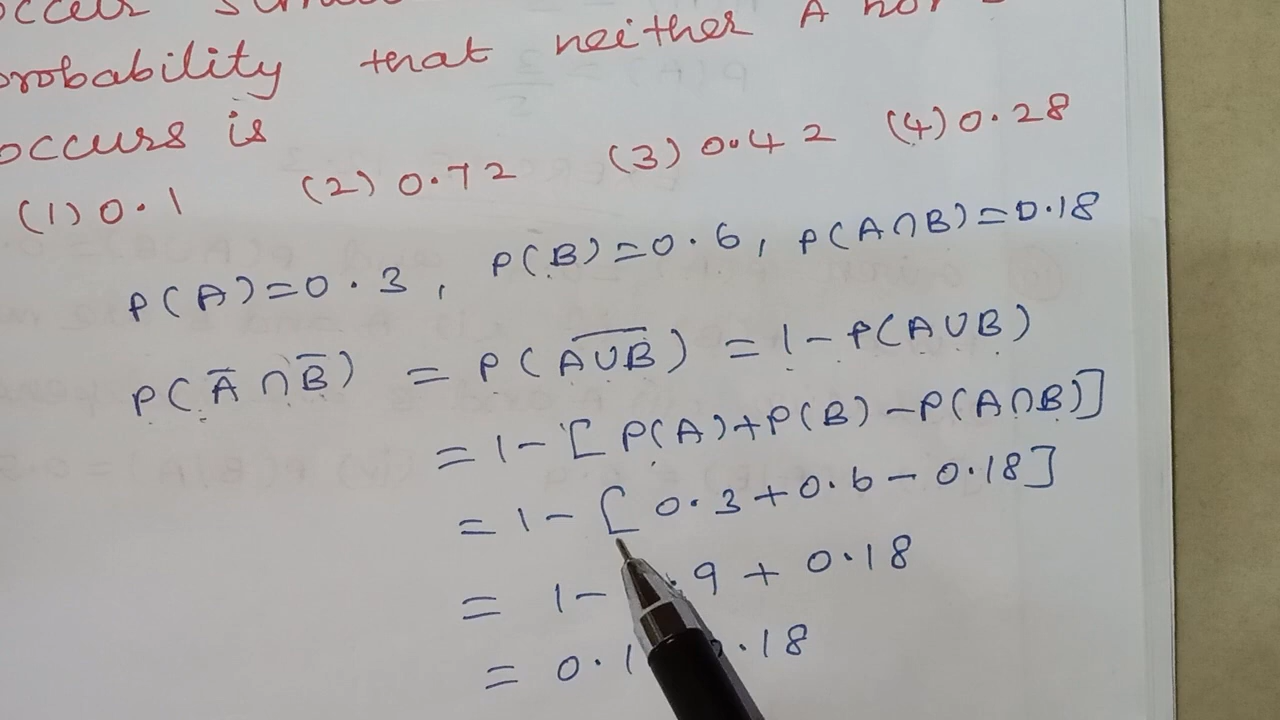 occur
probability that neither A nor
occurs is
(1) 0.1 (2) 0.72 (3) 0.42 (4) 0.28
P(A)=0.3, P(B)=0.6, P(A∩B)=0.18
P(A̅∩B̅) = P(A̅∪̅B̅) = 1-P(A∪B)
= 1-[P(A)+P(B)-P(A∩B)]
= 1-[0.3+0.6-0.18]
= 1- .9 + 0.18
= 0.1 .18